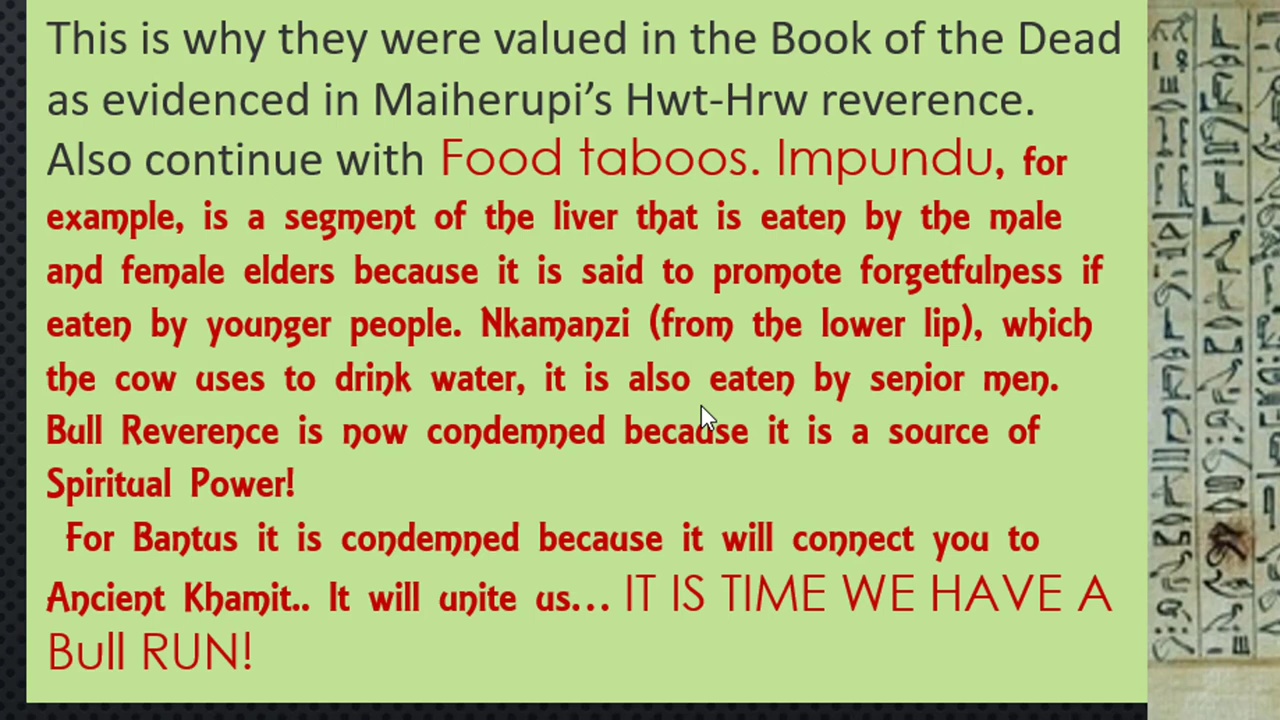 This is why they were valued in the Book of the Dead
as evidenced in Maiherupi’s Hwt-Hrw reverence.
Also continue with Food taboos. Impundu, for
example, is a segment of the liver that is eaten by the male
and female elders because it is said to promote forgetfulness if
eaten by younger people. Nkamanzi (from the lower lip), which
the cow uses to drink water, it is also eaten by senior men.
Bull Reverence is now condemned because it is a source of
Spiritual Power!
For Bantus it is condemned because it will connect you to
Ancient Khamit.. It will unite us... IT IS TIME WE HAVE A
Bull RUN!